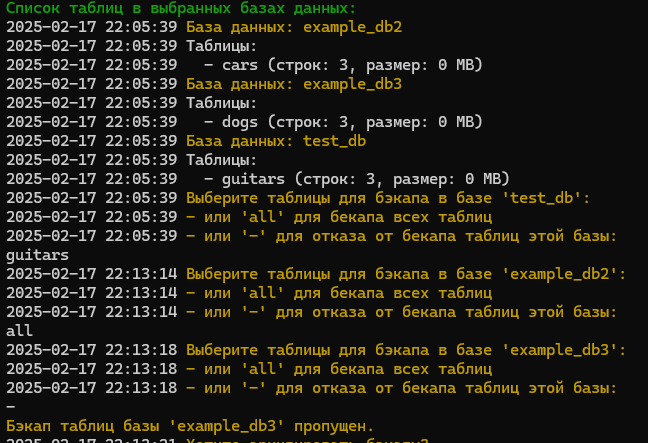 Список таблиц в выбранных базах данных:
2025-02-17 22:05:39 База данных: example_db2
2025-02-17 22:05:39 Таблицы:
2025-02-17 22:05:39   - cars (строк: 3, размер: 0 MB)
2025-02-17 22:05:39 База данных: example_db3
2025-02-17 22:05:39 Таблицы:
2025-02-17 22:05:39   - dogs (строк: 3, размер: 0 MB)
2025-02-17 22:05:39 База данных: test_db
2025-02-17 22:05:39 Таблицы:
2025-02-17 22:05:39   - guitars (строк: 3, размер: 0 MB)
2025-02-17 22:05:39 Выберите таблицы для бэкапа в базе 'test_db':
2025-02-17 22:05:39 - или 'all' для бекапа всех таблиц
2025-02-17 22:05:39 - или '-' для отказа от бекапа таблиц этой базы:
guitars
2025-02-17 22:13:14 Выберите таблицы для бэкапа в базе 'example_db2':
2025-02-17 22:13:14 - или 'all' для бекапа всех таблиц
2025-02-17 22:13:14 - или '-' для отказа от бекапа таблиц этой базы:
all
2025-02-17 22:13:18 Выберите таблицы для бэкапа в базе 'example_db3':
2025-02-17 22:13:18 - или 'all' для бекапа всех таблиц
2025-02-17 22:13:18 - или '-' для отказа от бекапа таблиц этой базы:
-
Бэкап таблиц базы 'example_db3' пропущен.
2025-02-17 22:13:21 Хотите архивировать бэкапы?